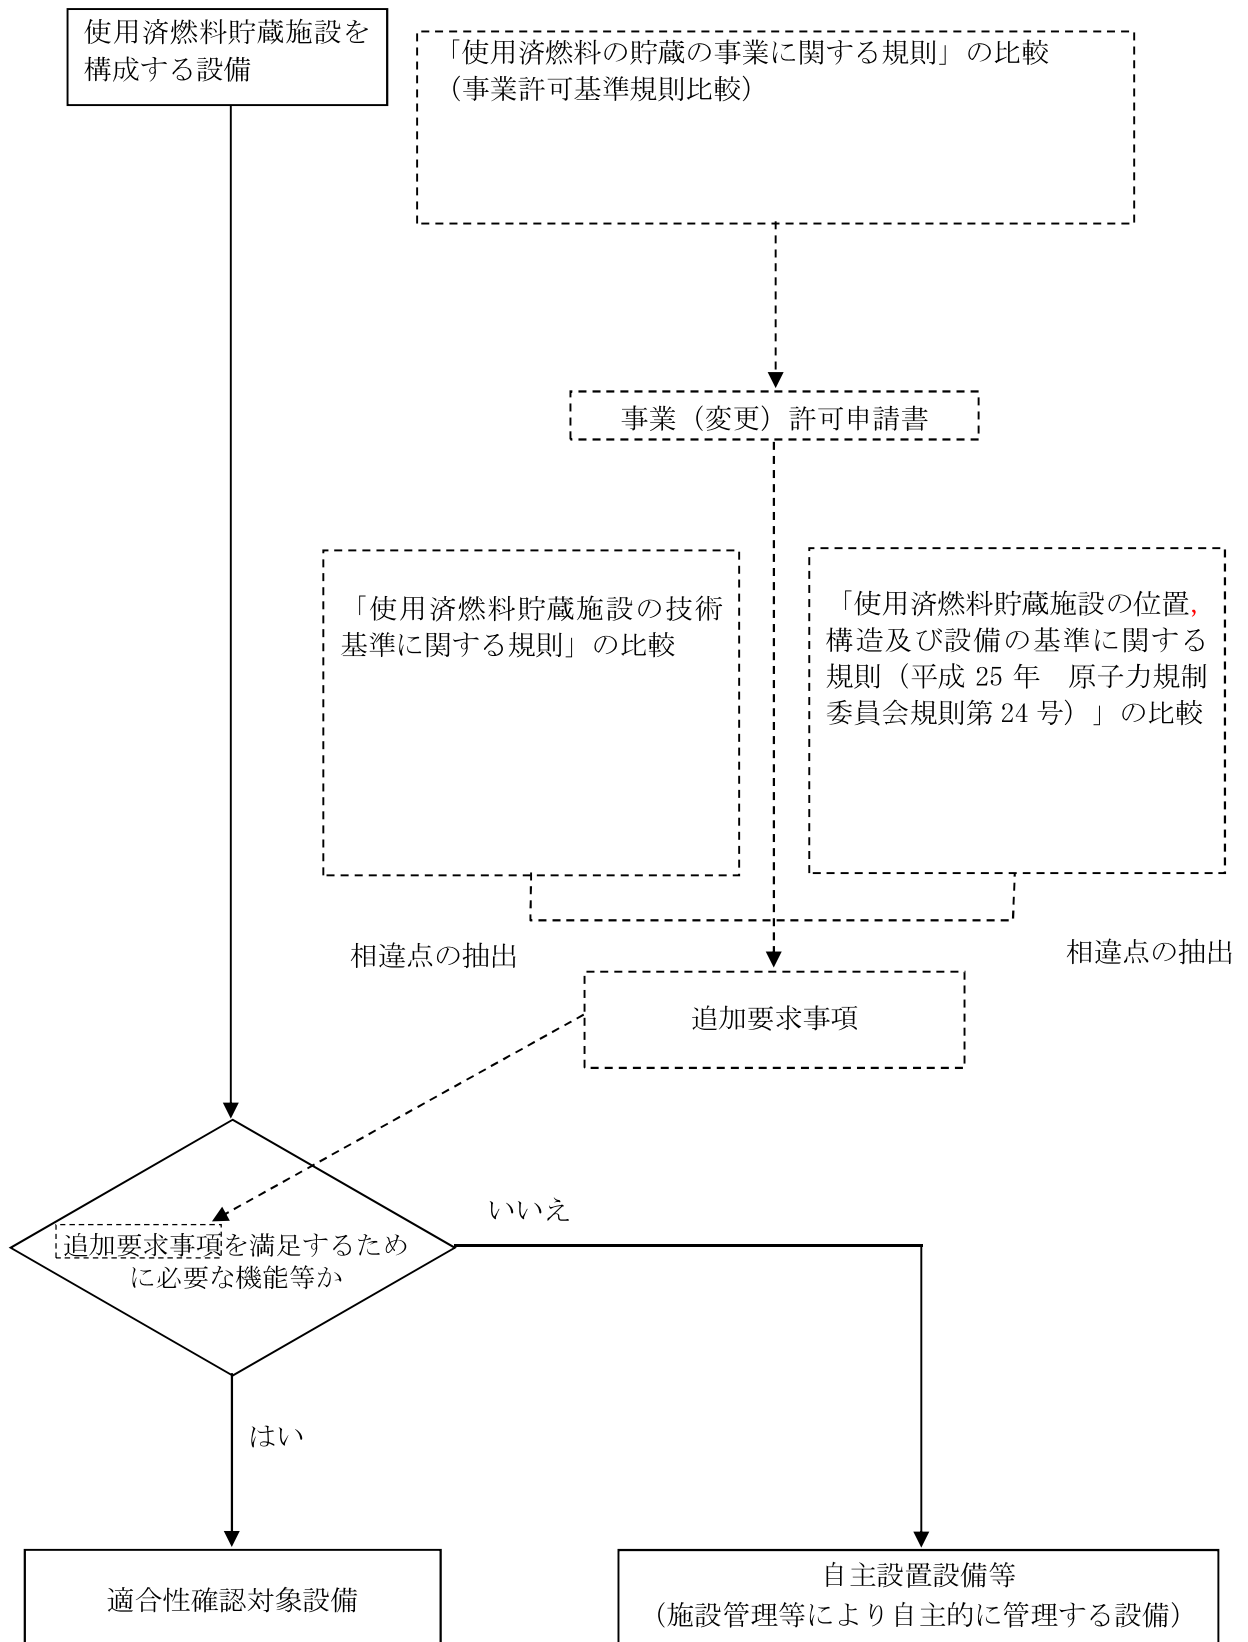 使用済燃料貯蔵施設を
構成する設備
「使用済燃料の貯蔵の事業に関する規則」の比較
（事業許可基準規則比較）
事業（変更）許可申請書
「使用済燃料貯蔵施設の技術
基準に関する規則」の比較
「使用済燃料貯蔵施設の位置,
構造及び設備の基準に関する
規則（平成 25 年　原子力規制
委員会規則第 24 号）」の比較
相違点の抽出
相違点の抽出
追加要求事項
いいえ
追加要求事項を満足するため
に必要な機能等か
はい
適合性確認対象設備
自主設置設備等
（施設管理等により自主的に管理する設備）